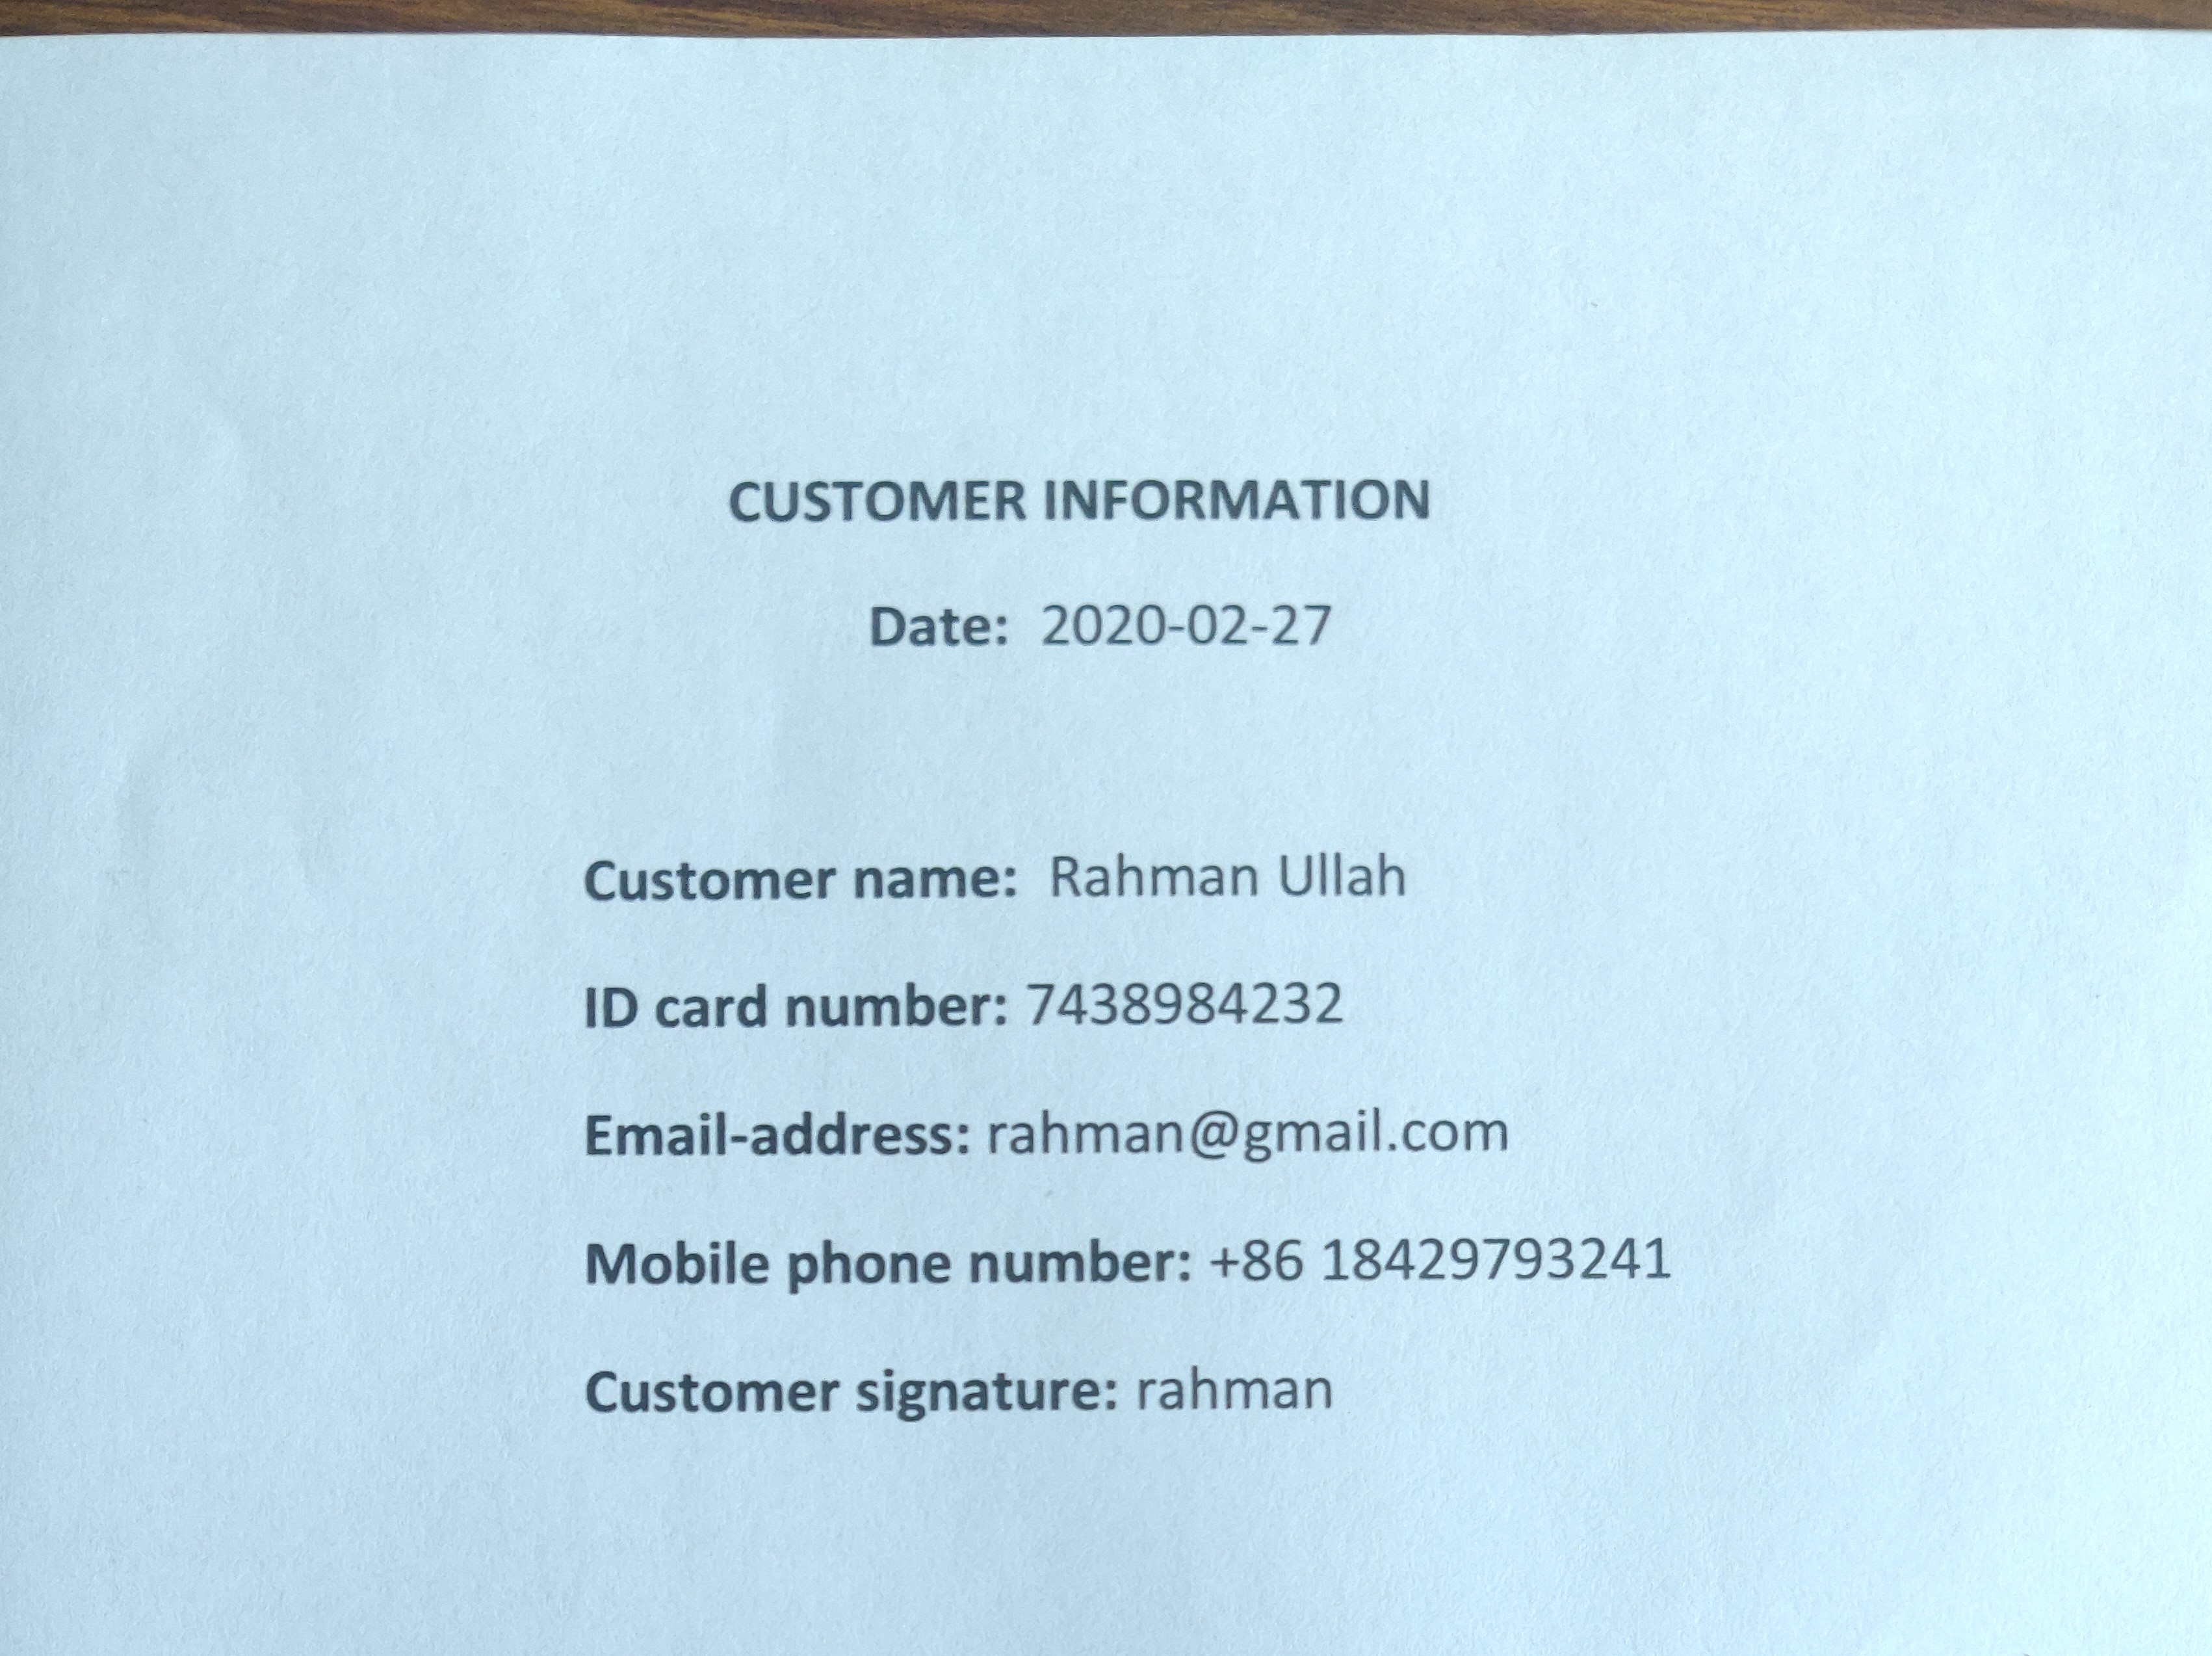 CUSTOMER INFORMATION
Date: 2020-02-27
Customer name: Rahman Ullah
ID card number: 7438984232
Email-address: rahman@gmail.com
Mobile phone number: +86 18429793241
Customer signature: rahman